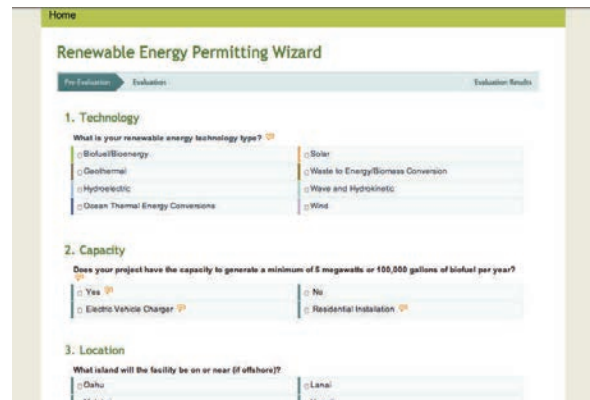 Home
Renewable Energy Permitting Wizard
Pre-Evaluation Evaluation Evaluation Results
1. Technology
What is your renewable energy technology type?
Biofuel/Bioenergy Solar
Geothermal Waste to Energy/Biomass Conversion
Hydroelectric Wave and Hydrokinetic
Ocean Thermal Energy Conversions Wind
2. Capacity
Does your project have the capacity to generate a minimum of 5 megawatts or 100,000 gallons of biofuel per year?
Yes No
Electric Vehicle Charger Residential Installation
3. Location
What island will the facility be on or near (if offshore)?
Oahu Lanai